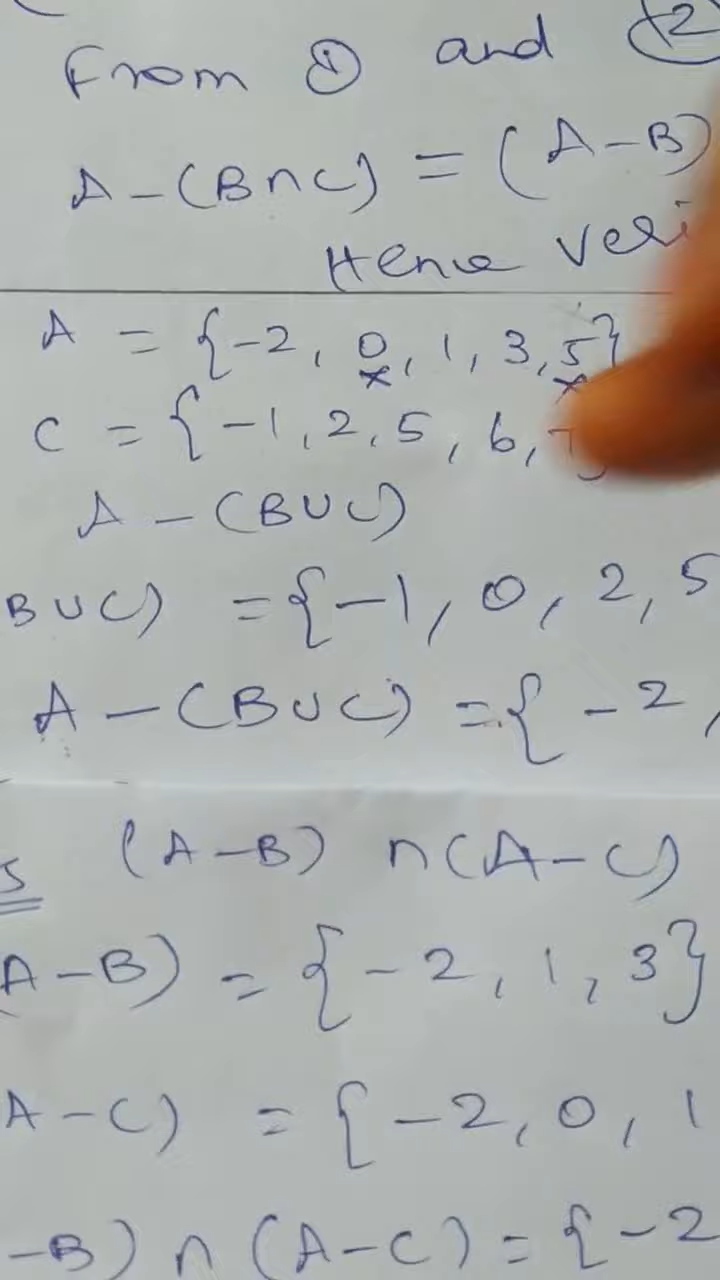 From ① and ②
A - (B∩C) = (A - B)
Hence veri
A = {-2, 0, 1, 3, 5}
C = {-1, 2, 5, 6, 7}
A - (B∪C)
B∪C) = {-1, 0, 2, 5
A - (B∪C) = {-2,
(A - B) ∩ (A - C)
A - B) = {-2, 1, 3}
A - C) = {-2, 0, 1
-B) ∩ (A - C) = {-2